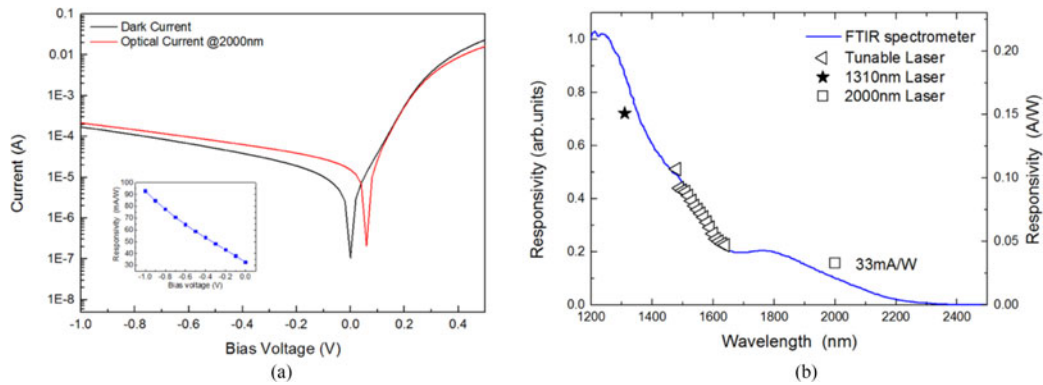 (a)
Dark Current
Optical Current @2000nm
0.1
0.01
1E-3
1E-4
1E-5
1E-6
1E-7
1E-8
Current (A)
-1.0 -0.8 -0.6 -0.4 -0.2 0.0 0.2 0.4
Bias Voltage (V)
100
90
80
70
60
50
40
30
Responsivity (mA/W)
-1.0 -0.8 -0.6 -0.4 -0.2 0.0
Bias voltage (V)
(a)
(b)
FTIR spectrometer
Tunable Laser
1310nm Laser
2000nm Laser
33mA/W
1.0
0.8
0.6
0.4
0.2
0.0
Responsivity (arb.units)
0.20
0.15
0.10
0.05
0.00
Responsivity (A/W)
1200 1400 1600 1800 2000 2200 2400
Wavelength (nm)
(b)